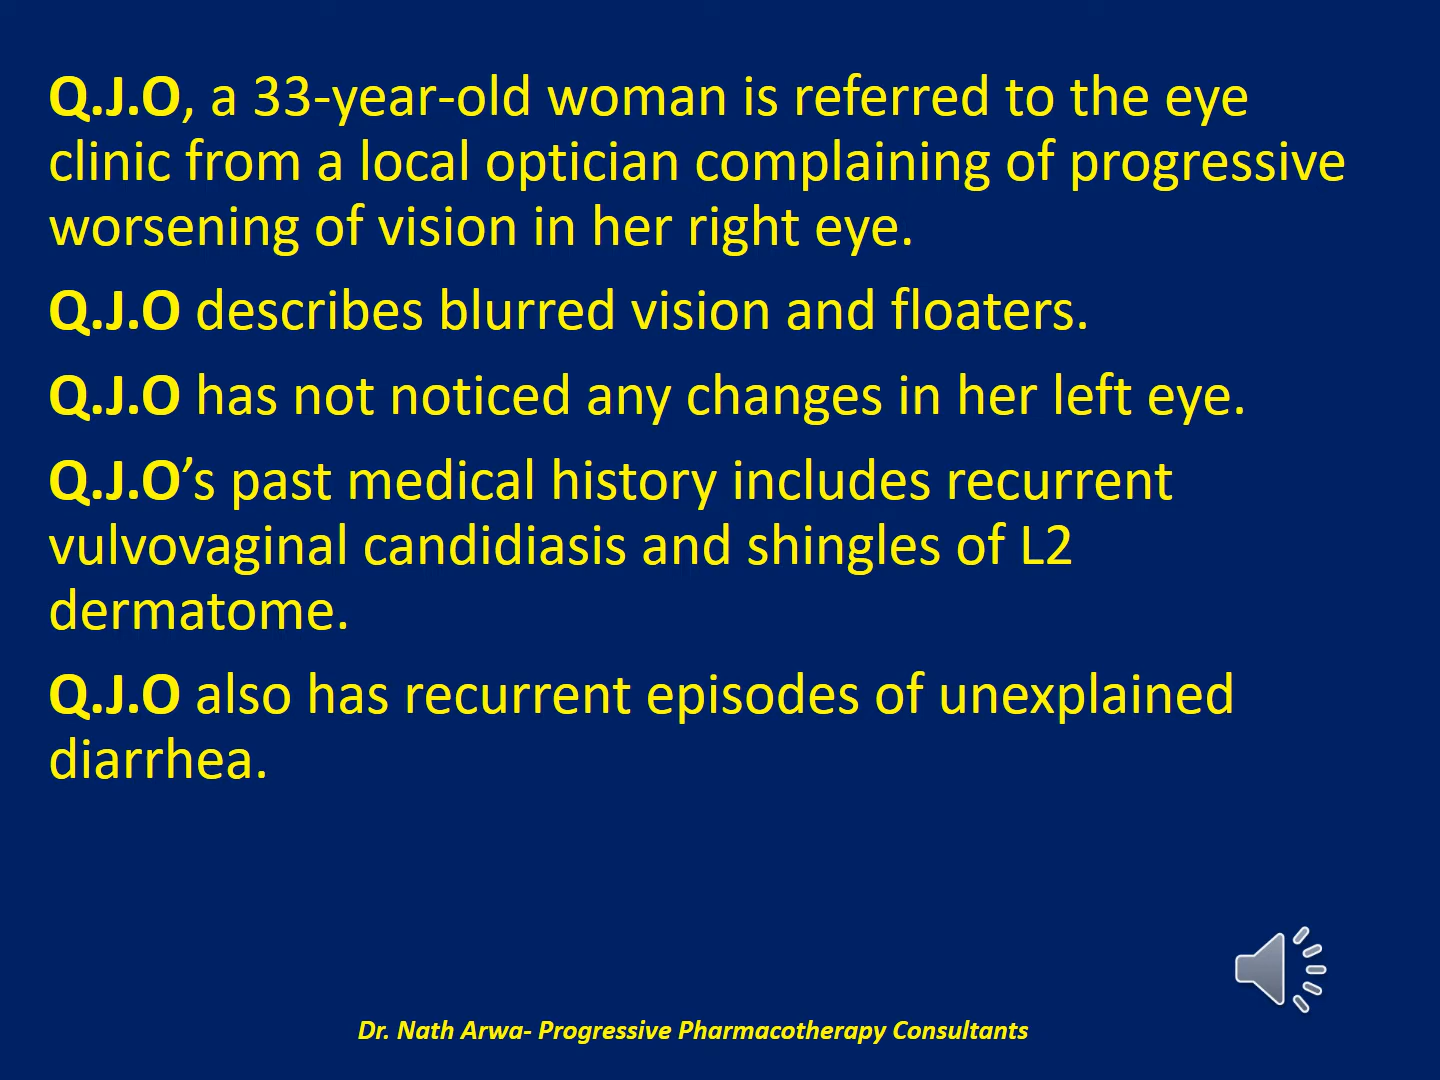 Q.J.O, a 33-year-old woman is referred to the eye
clinic from a local optician complaining of progressive
worsening of vision in her right eye.
Q.J.O describes blurred vision and floaters.
Q.J.O has not noticed any changes in her left eye.
Q.J.O’s past medical history includes recurrent
vulvovaginal candidiasis and shingles of L2
dermatome.
Q.J.O also has recurrent episodes of unexplained
diarrhea.
Dr. Nath Arwa- Progressive Pharmacotherapy Consultants